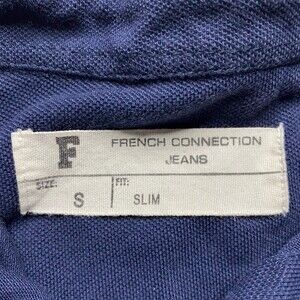 F
FRENCH CONNECTION
JEANS
SIZE: S
FIT: SLIM